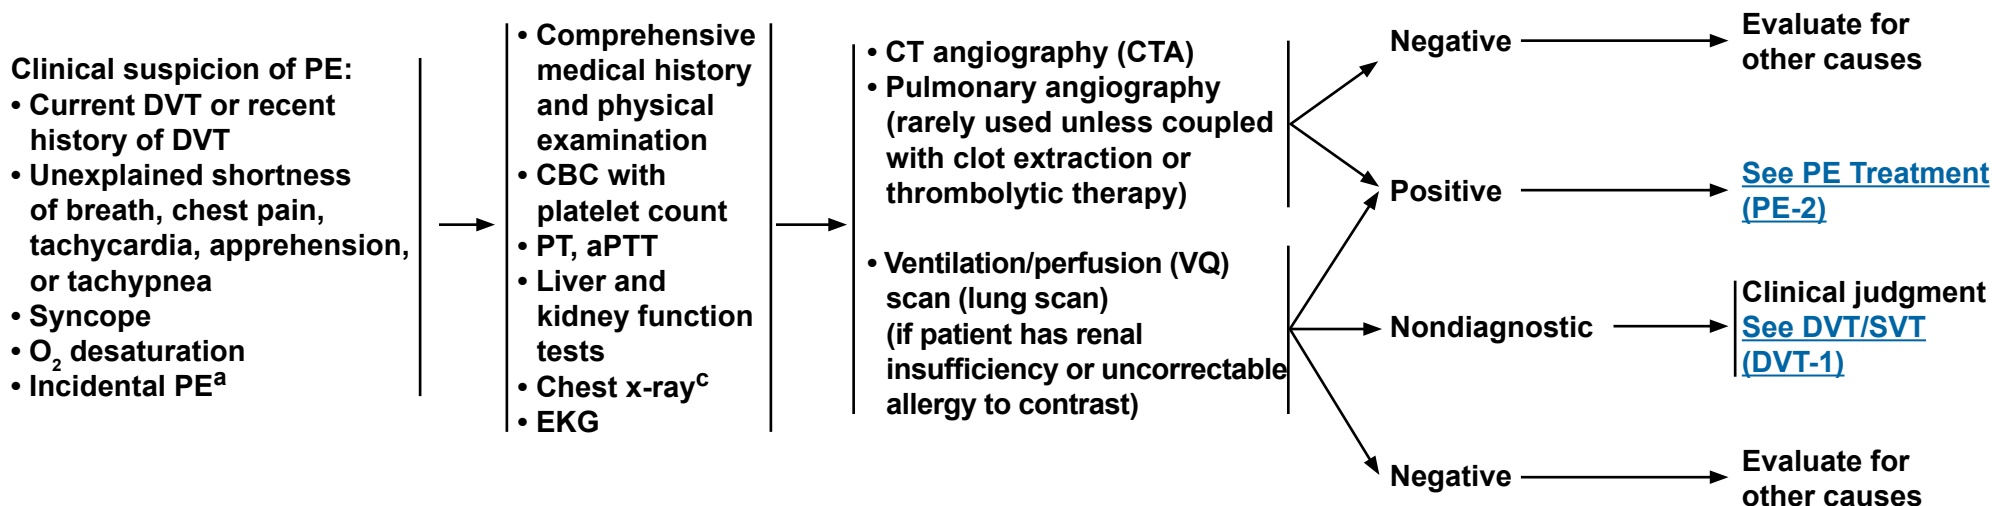 Clinical suspicion of PE:
• Current DVT or recent
history of DVT
• Unexplained shortness
of breath, chest pain,
tachycardia, apprehension,
or tachypnea
• Syncope
• O₂ desaturation
• Incidental PEᵃ
• Comprehensive
medical history
and physical
examination
• CBC with
platelet count
• PT, aPTT
• Liver and
kidney function
tests
• Chest x-rayᶜ
• EKG
• CT angiography (CTA)
• Pulmonary angiography
(rarely used unless coupled
with clot extraction or
thrombolytic therapy)
• Ventilation/perfusion (VQ)
scan (lung scan)
(if patient has renal
insufficiency or uncorrectable
allergy to contrast)
Negative
Evaluate for
other causes
Positive
See PE Treatment
(PE-2)
Nondiagnostic
Clinical judgment
See DVT/SVT
(DVT-1)
Negative
Evaluate for
other causes